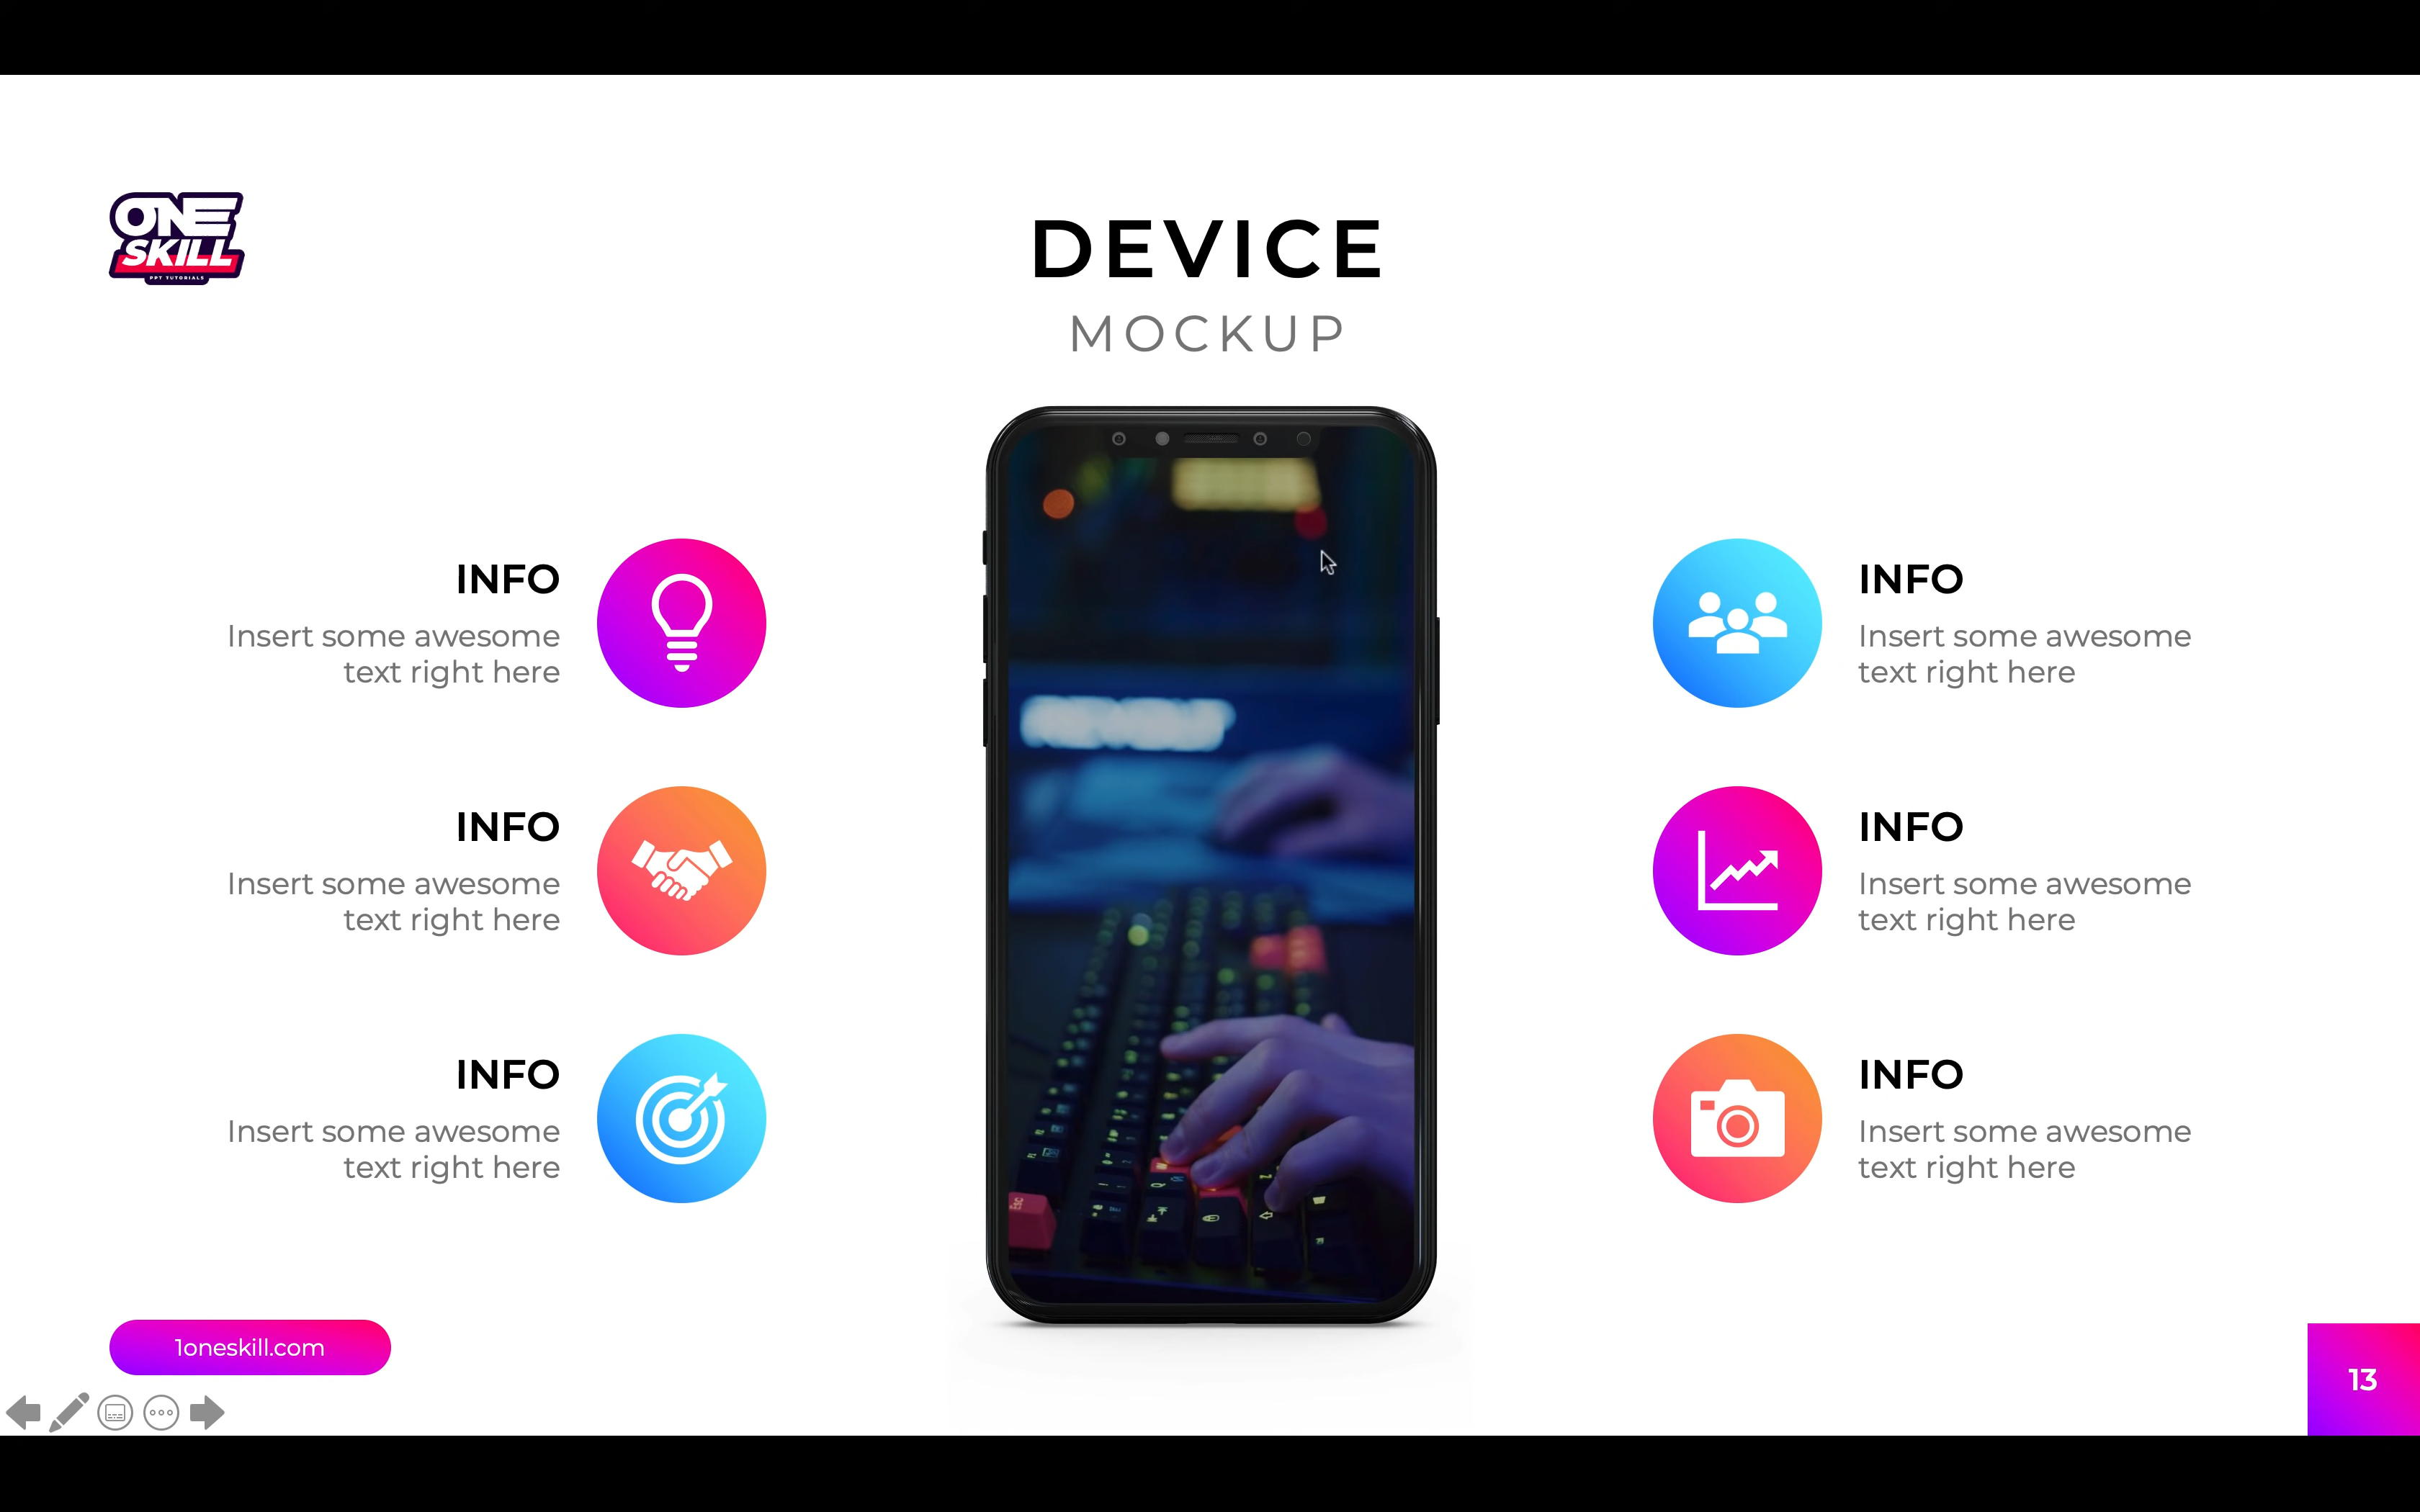 ONE
SKILL
PPT TUTORIALS
DEVICE
MOCKUP
INFO
Insert some awesome
text right here
INFO
Insert some awesome
text right here
INFO
Insert some awesome
text right here
INFO
Insert some awesome
text right here
INFO
Insert some awesome
text right here
INFO
Insert some awesome
text right here
1oneskill.com
13